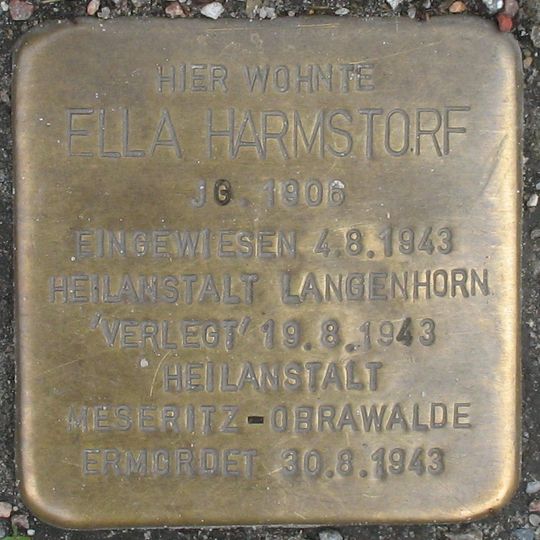 HIER WOHNTE
ELLA HARMSTORF
JG. 1906
EINGEWIESEN 4.8.1943
HEILANSTALT LANGENHORN
'VERLEGT' 19.8.1943
HEILANSTALT
MESERITZ-OBRAWALDE
ERMORDET 30.8.1943